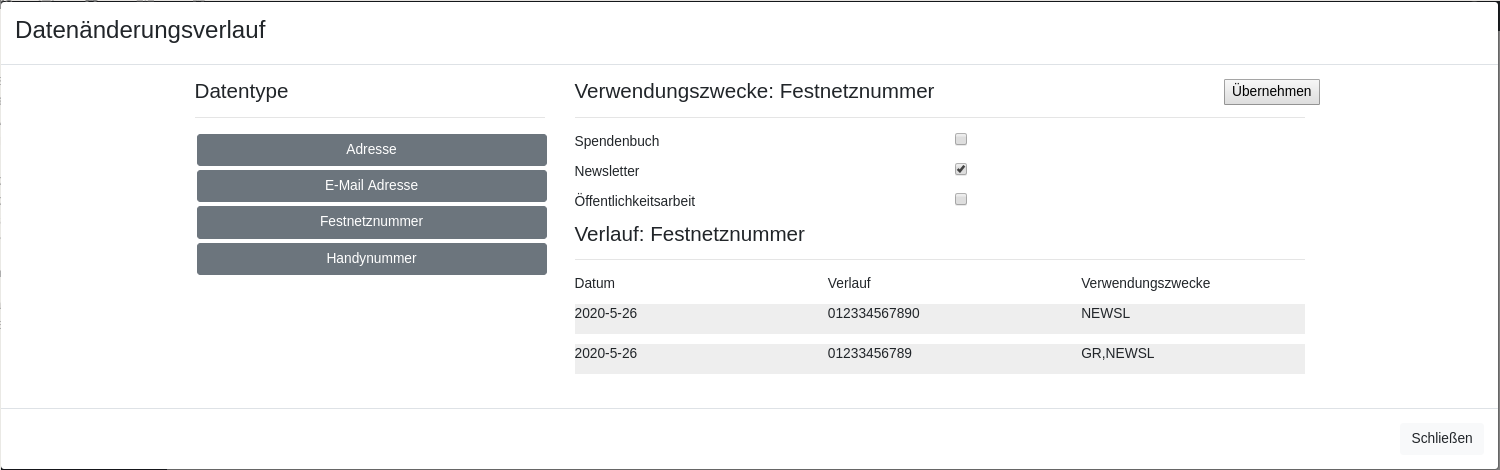 Datenänderungsverlauf
Datentype
Adresse
E-Mail Adresse
Festnetznummer
Handynummer
Verwendungszwecke: Festnetznummer
Übernehmen
Spendenbuch
Newsletter
Öffentlichkeitsarbeit
Verlauf: Festnetznummer
Datum Verlauf Verwendungszwecke
2020-5-26 012334567890 NEWSL
2020-5-26 01233456789 GR,NEWSL
Schließen